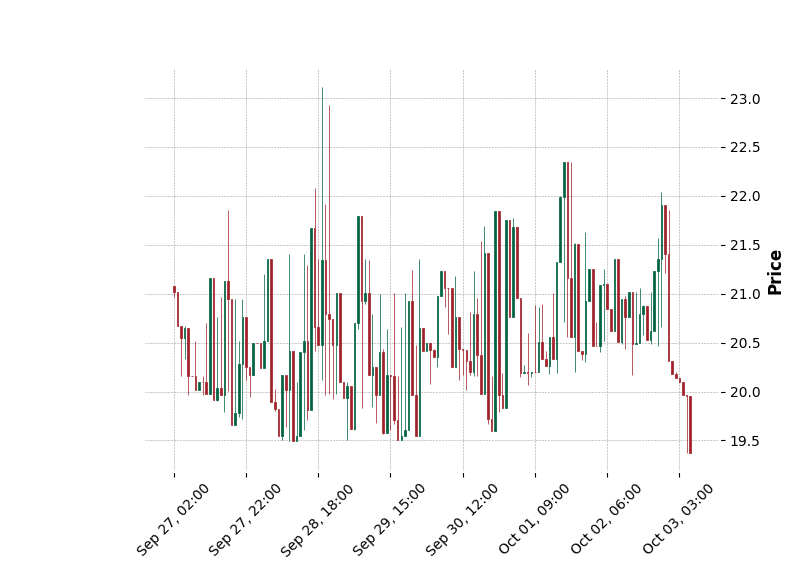 23.0
22.5
22.0
21.5
21.0
20.5
20.0
19.5
Price
Sep 27, 02:00
Sep 27, 22:00
Sep 28, 18:00
Sep 29, 15:00
Sep 30, 12:00
Oct 01, 09:00
Oct 02, 06:00
Oct 03, 03:00